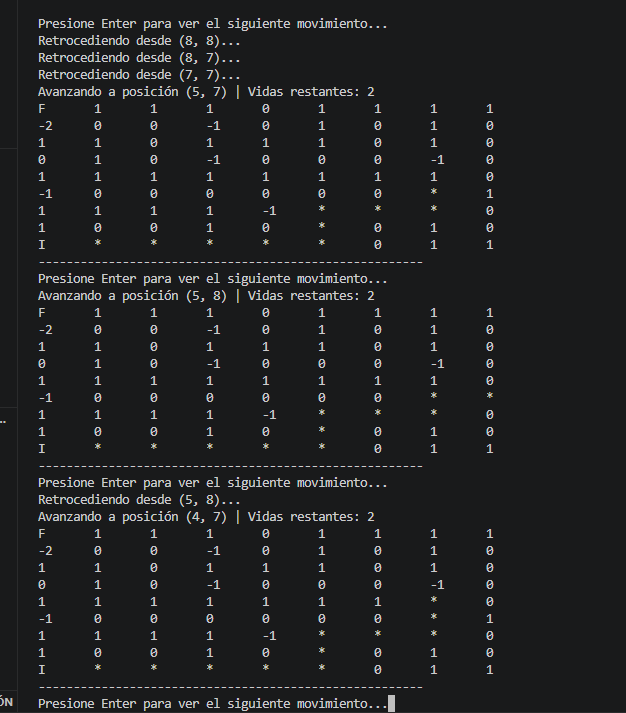 Presione Enter para ver el siguiente movimiento...
Retrocediendo desde (8, 8)...
Retrocediendo desde (8, 7)...
Retrocediendo desde (7, 7)...
Avanzando a posición (5, 7) | Vidas restantes: 2
F 1 1 1 0 1 1 1 1
-2 0 0 -1 0 1 0 1 0
1 1 0 1 1 1 0 1 0
0 1 0 -1 0 0 0 -1 0
1 1 1 1 1 1 1 1 0
-1 0 0 0 0 0 0 * 1
1 1 1 1 -1 * * * 0
1 0 0 1 0 * 0 1 0
I * * * * * 0 1 1
-------------------------------------------------------
Presione Enter para ver el siguiente movimiento...
Avanzando a posición (5, 8) | Vidas restantes: 2
F 1 1 1 0 1 1 1 1
-2 0 0 -1 0 1 0 1 0
1 1 0 1 1 1 0 1 0
0 1 0 -1 0 0 0 -1 0
1 1 1 1 1 1 1 1 0
-1 0 0 0 0 0 0 * *
1 1 1 1 -1 * * * 0
1 0 0 1 0 * 0 1 0
I * * * * * 0 1 1
-------------------------------------------------------
Presione Enter para ver el siguiente movimiento...
Retrocediendo desde (5, 8)...
Avanzando a posición (4, 7) | Vidas restantes: 2
F 1 1 1 0 1 1 1 1
-2 0 0 -1 0 1 0 1 0
1 1 0 1 1 1 0 1 0
0 1 0 -1 0 0 0 -1 0
1 1 1 1 1 1 1 * 0
-1 0 0 0 0 0 0 * 1
1 1 1 1 -1 * * * 0
1 0 0 1 0 * 0 1 0
I * * * * * 0 1 1
-------------------------------------------------------
ÓN
Presione Enter para ver el siguiente movimiento...